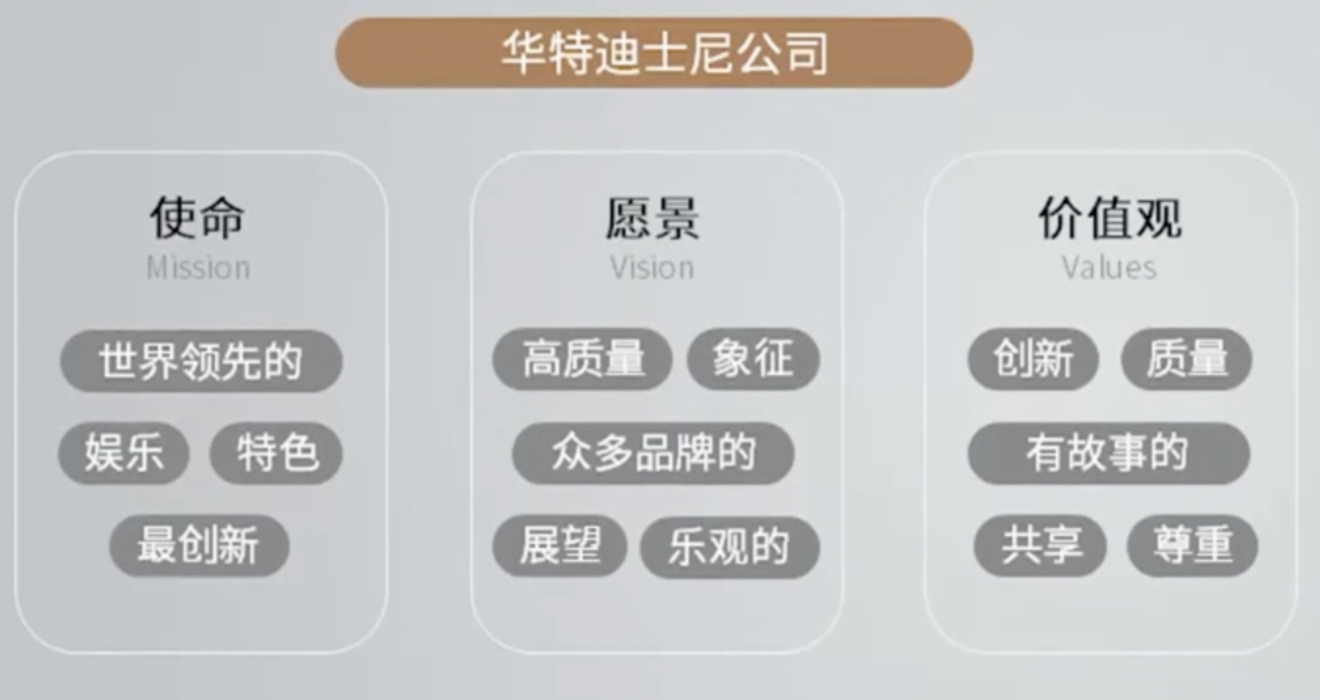 华特迪士尼公司
使命
Mission
世界领先的
娱乐 特色
最创新
愿景
Vision
高质量 象征
众多品牌的
展望 乐观的
价值观
Values
创新 质量
有故事的
共享 尊重